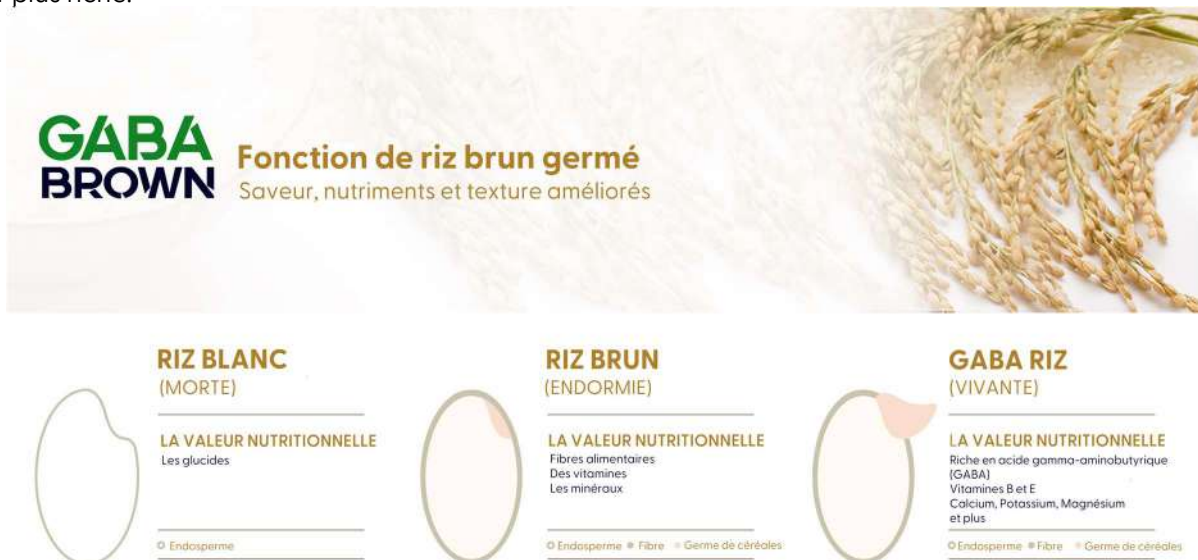 GABA
BROWN
Fonction de riz brun germé
Saveur, nutriments et texture améliorés
RIZ BLANC
(MORTE)
LA VALEUR NUTRITIONNELLE
Les glucides
Endosperme
RIZ BRUN
(ENDORMIE)
LA VALEUR NUTRITIONNELLE
Fibres alimentaires
Des vitamines
Les minéraux
Endosperme Fibre Germe de céréales
GABA RIZ
(VIVANTE)
LA VALEUR NUTRITIONNELLE
Riche en acide gamma-aminobutyrique
(GABA)
Vitamines B et E
Calcium, Potassium, Magnésium
et plus
Endosperme Fibre Germe de céréales